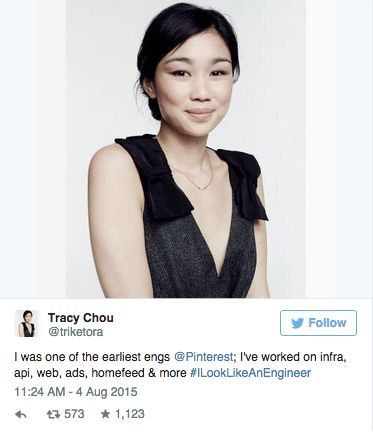 Tracy Chou
@triketora
Follow
I was one of the earliest engs @Pinterest; I've worked on infra,
api, web, ads, homefeed & more #ILookLikeAnEngineer
11:24 AM - 4 Aug 2015
573
1,123